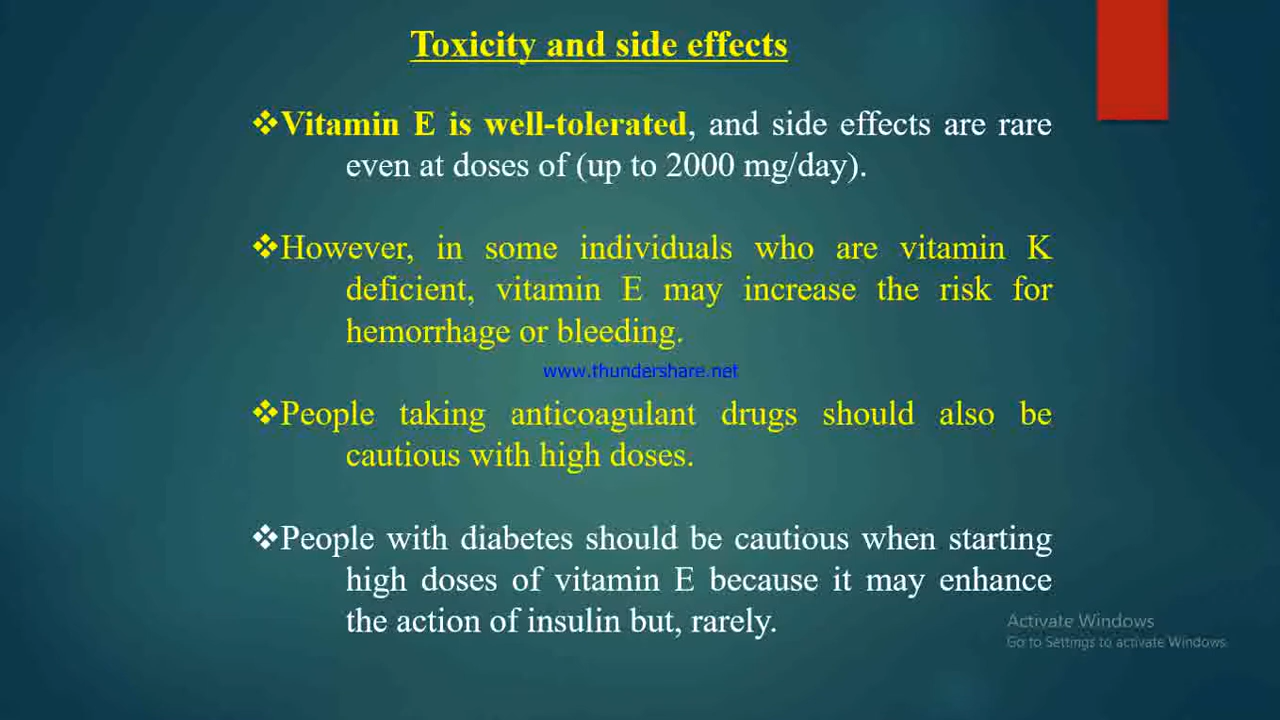 Toxicity and side effects
❖Vitamin E is well-tolerated, and side effects are rare
even at doses of (up to 2000 mg/day).
❖However, in some individuals who are vitamin K
deficient, vitamin E may increase the risk for
hemorrhage or bleeding.
www.thundershare.net
❖People taking anticoagulant drugs should also be
cautious with high doses.
❖People with diabetes should be cautious when starting
high doses of vitamin E because it may enhance
the action of insulin but, rarely.
Activate Windows
Go to Settings to activate Windows.